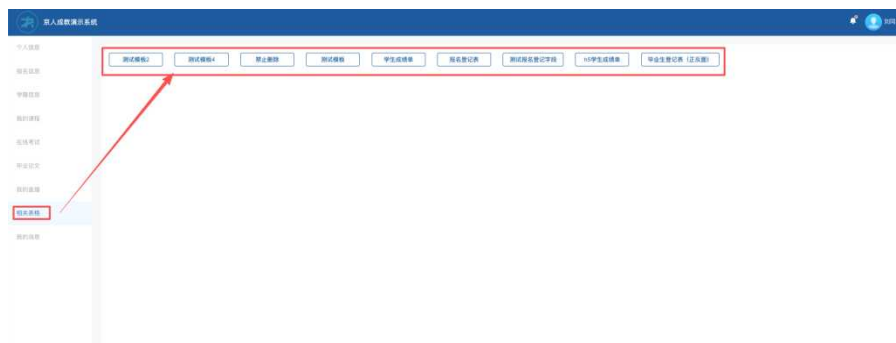 京人成教演示系统
个人信息
报名信息
学籍信息
我的课程
在线考试
毕业论文
相关表格
我的消息
测试模板2 测试模板4 禁止删除 测试模板 学生成绩单 报名登记表 测试报名登记字段 h5学生成绩单 毕业生登记表（正反面）